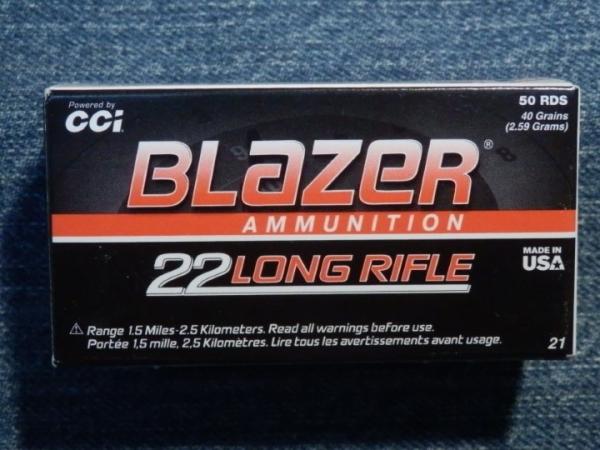 Powered by
CCI
50 RDS
40 Grains
(2.59 Grams)
BLazER®
AMMUNITION
22 LONG RIFLE
MADE IN
USA
⚠ Range 1.5 Miles-2.5 Kilometers. Read all warnings before use.
Portée 1,5 mille, 2,5 Kilomètres. Lire tous les avertissements avant usage.
21